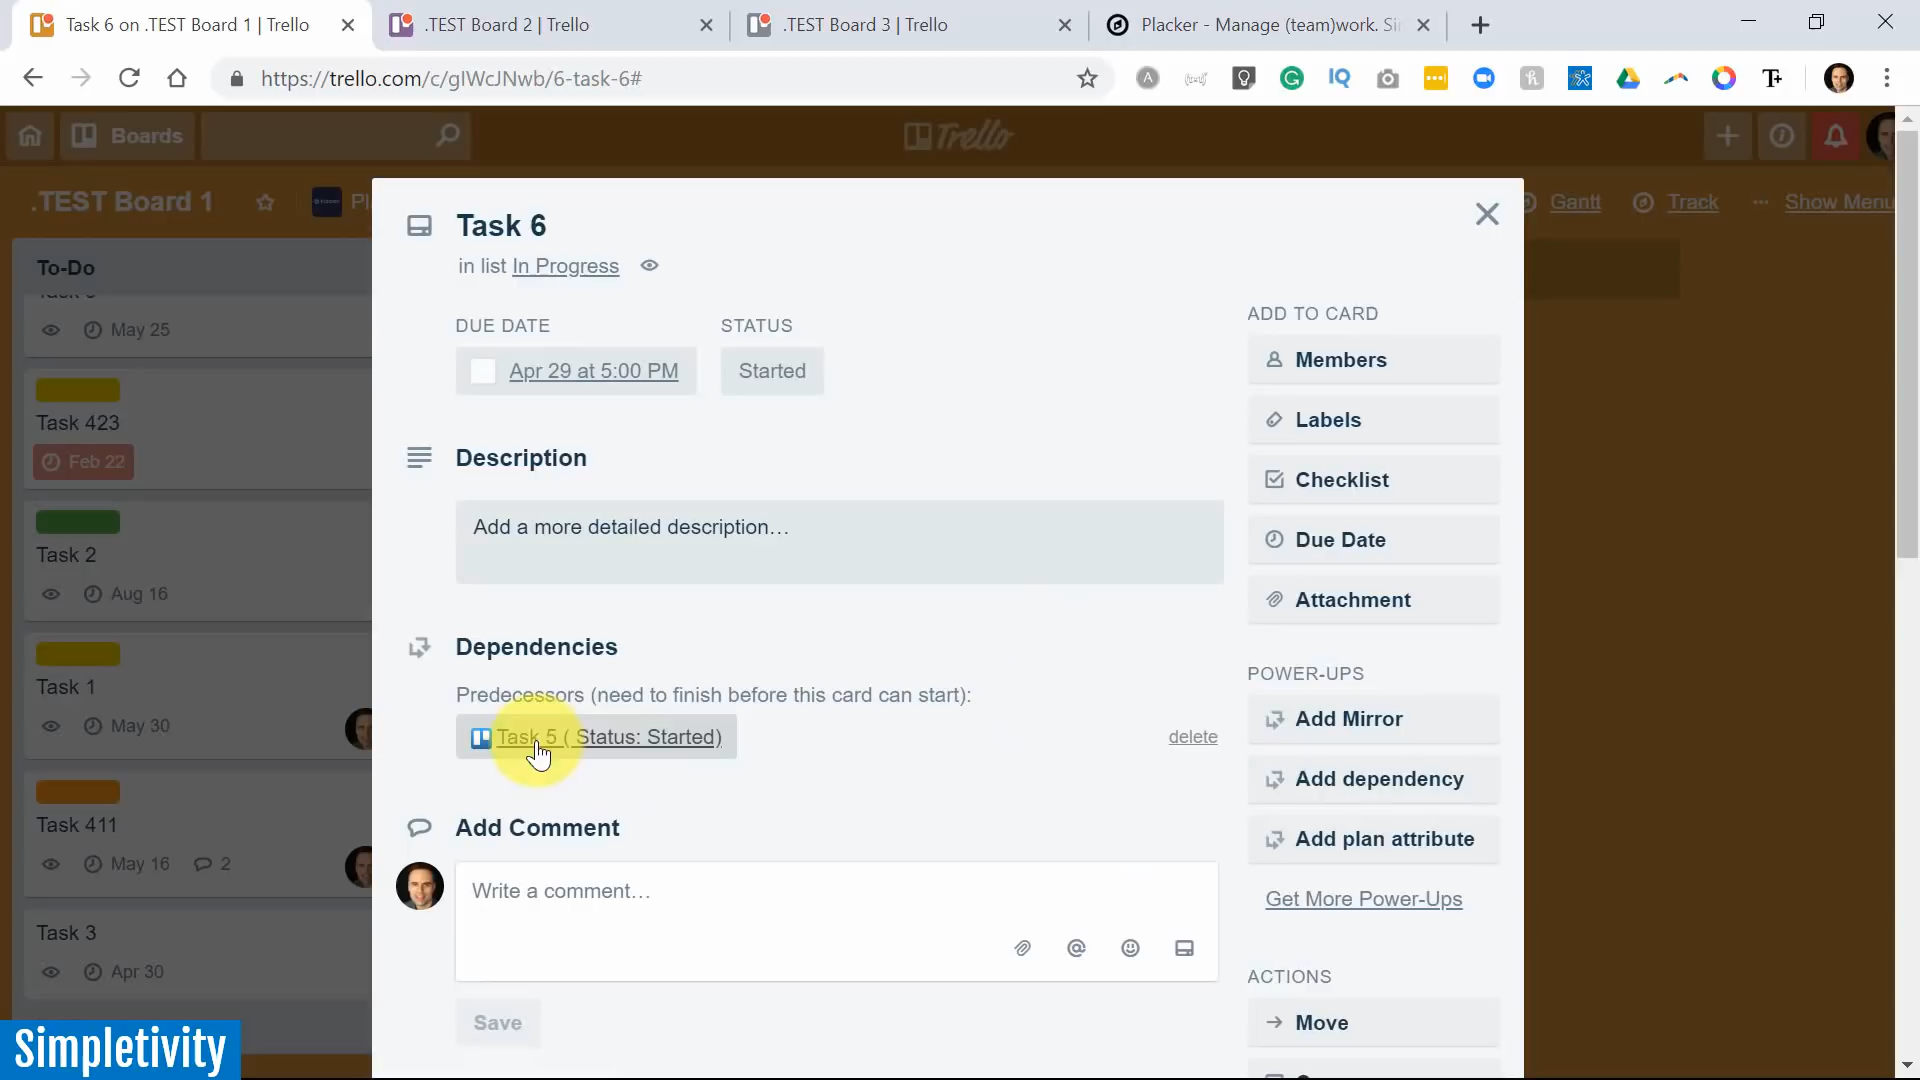 Task 6 on .TEST Board 1 | Trello
.TEST Board 2 | Trello
.TEST Board 3 | Trello
Placker - Manage (team)work. Si
https://trello.com/c/gIWcJNwb/6-task-6#
Boards
Trello
.TEST Board 1
Gantt
Track
Show Menu
To-Do
May 25
Task 423
Feb 22
Task 2
Aug 16
Task 1
May 30
Task 411
May 16
2
Task 3
Apr 30
Task 6
in list In Progress
DUE DATE
STATUS
Apr 29 at 5:00 PM
Started
Description
Add a more detailed description…
Dependencies
Predecessors (need to finish before this card can start):
Task 5 ( Status: Started)
delete
Add Comment
Write a comment…
Save
ADD TO CARD
Members
Labels
Checklist
Due Date
Attachment
POWER-UPS
Add Mirror
Add dependency
Add plan attribute
Get More Power-Ups
ACTIONS
Move
Simpletivity